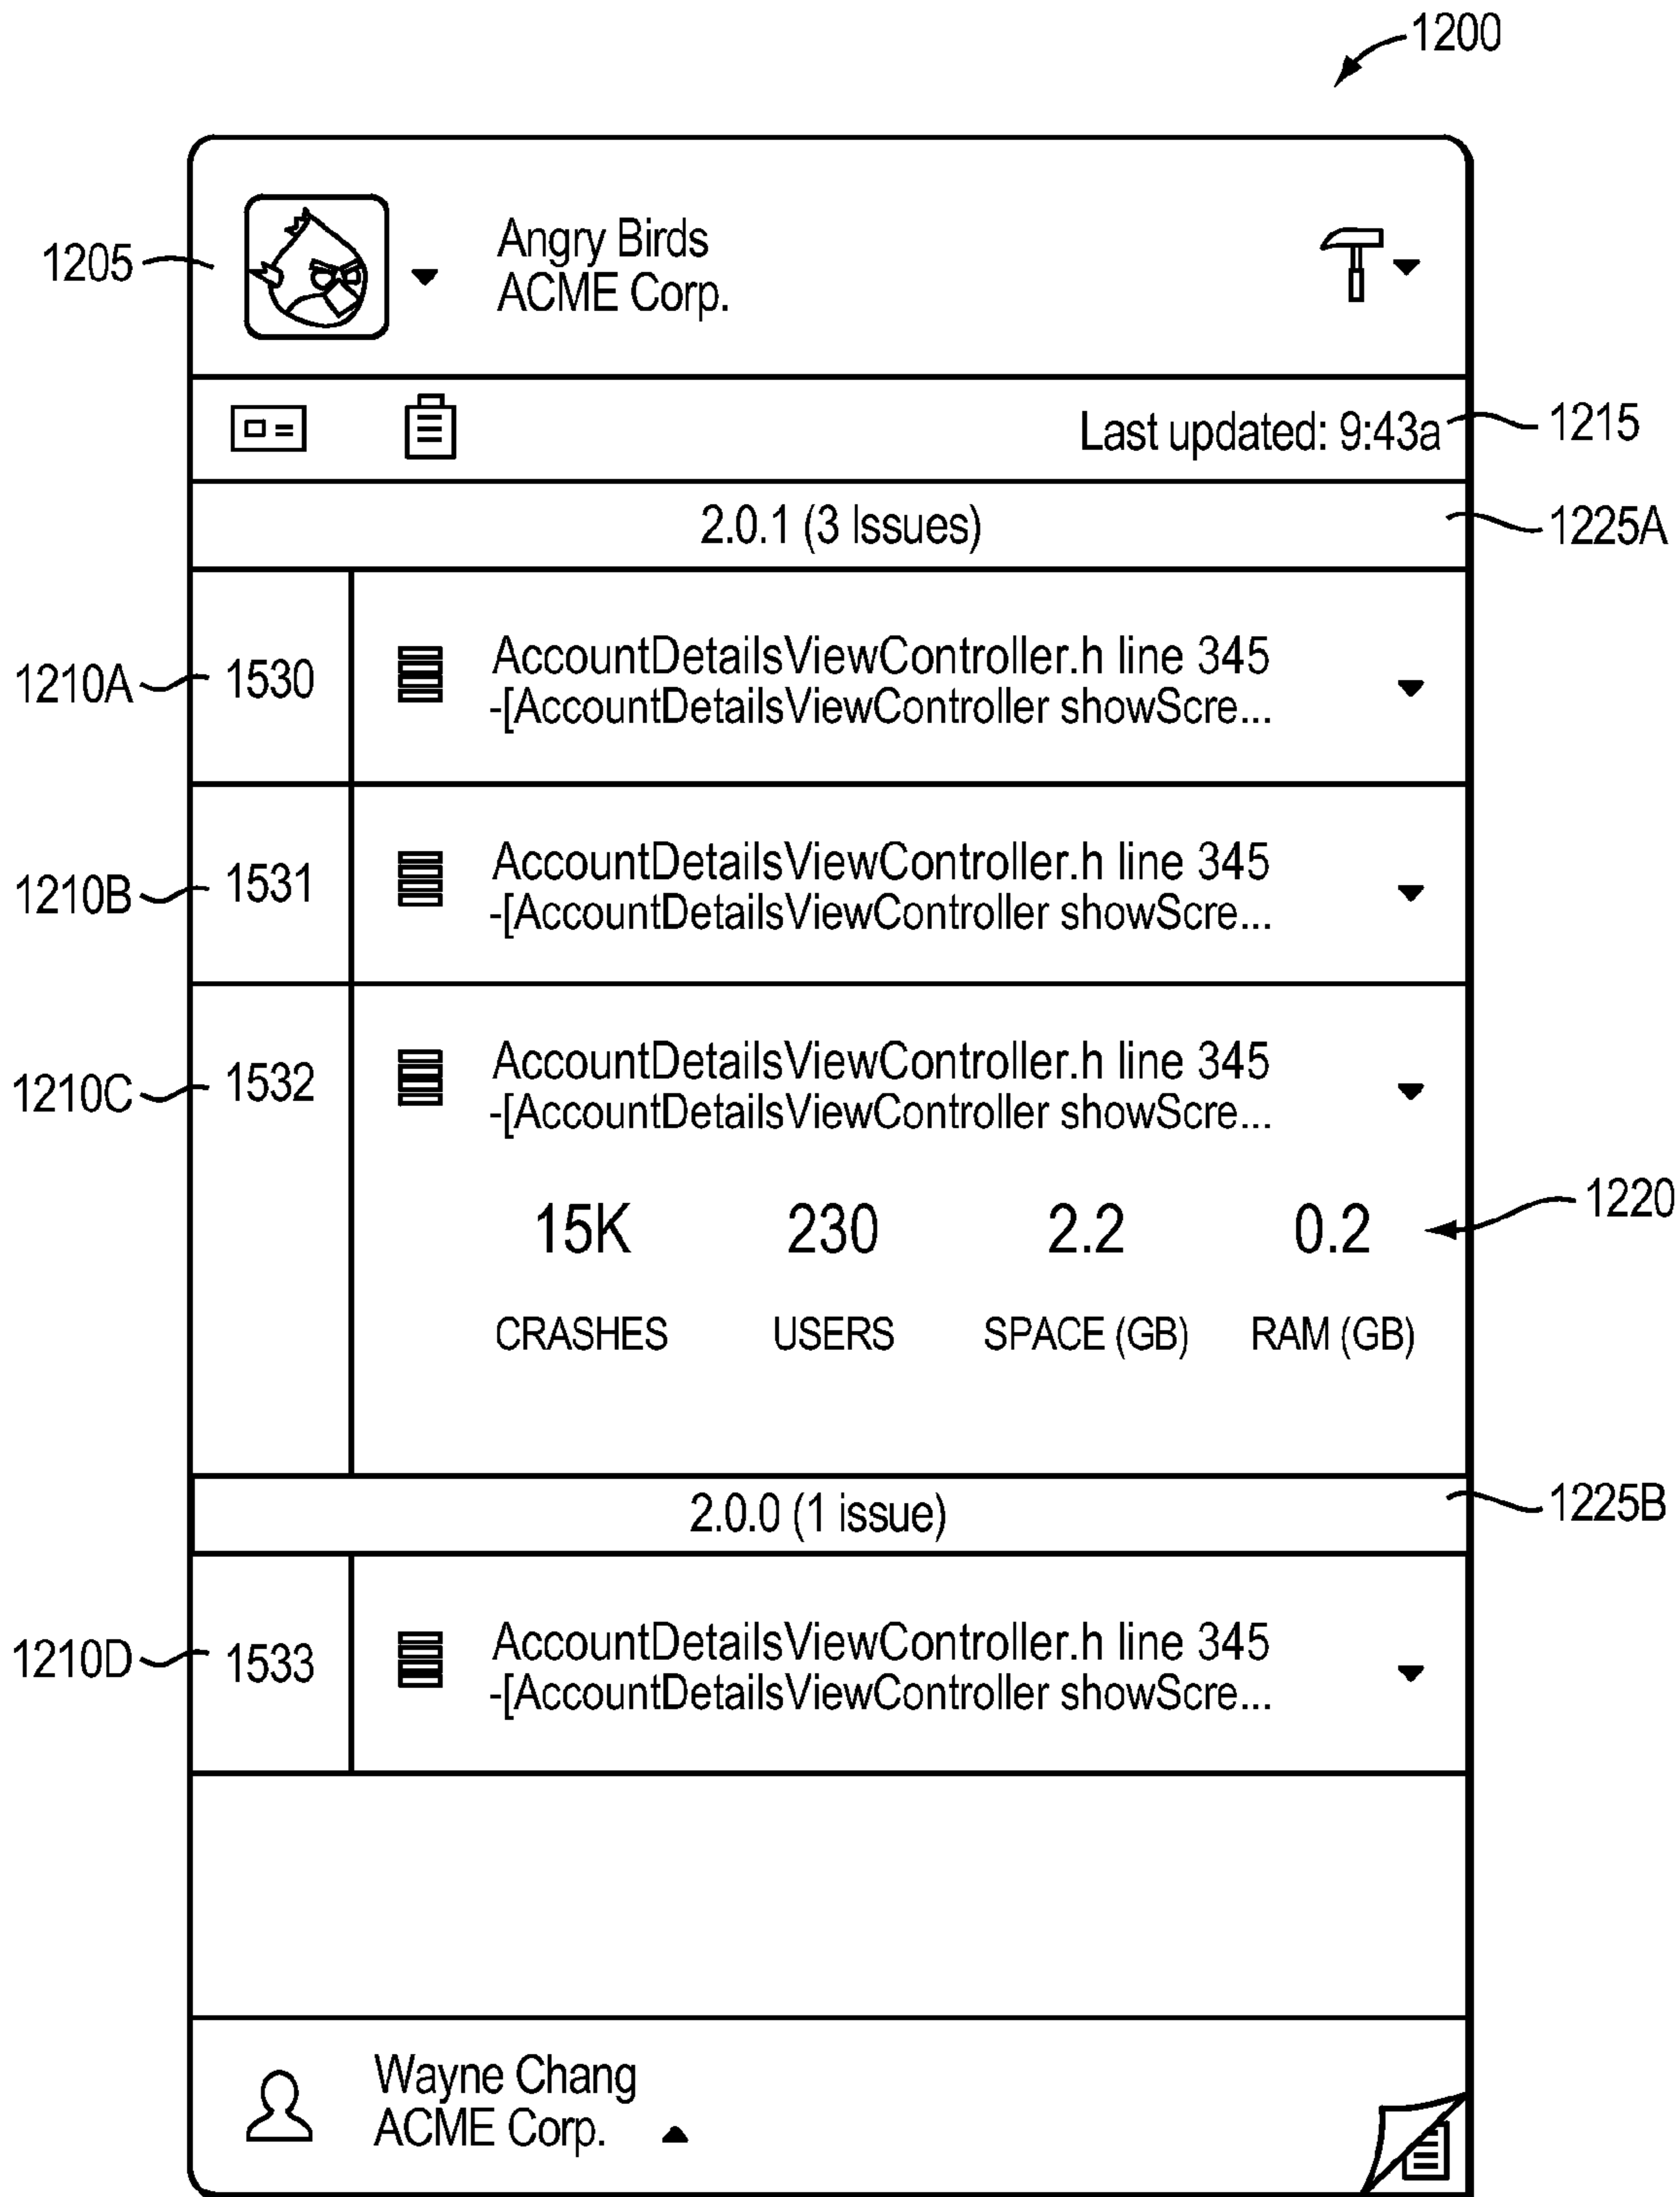 1200
1205
Angry Birds
ACME Corp.
Last updated: 9:43a
1215
2.0.1 (3 Issues)
1225A
1210A
1530
AccountDetailsViewController.h line 345
-[AccountDetailsViewController showScre...
1210B
1531
AccountDetailsViewController.h line 345
-[AccountDetailsViewController showScre...
1210C
1532
AccountDetailsViewController.h line 345
-[AccountDetailsViewController showScre...
15K 230 2.2 0.2
1220
CRASHES USERS SPACE (GB) RAM (GB)
2.0.0 (1 issue)
1225B
1210D
1533
AccountDetailsViewController.h line 345
-[AccountDetailsViewController showScre...
Wayne Chang
ACME Corp.